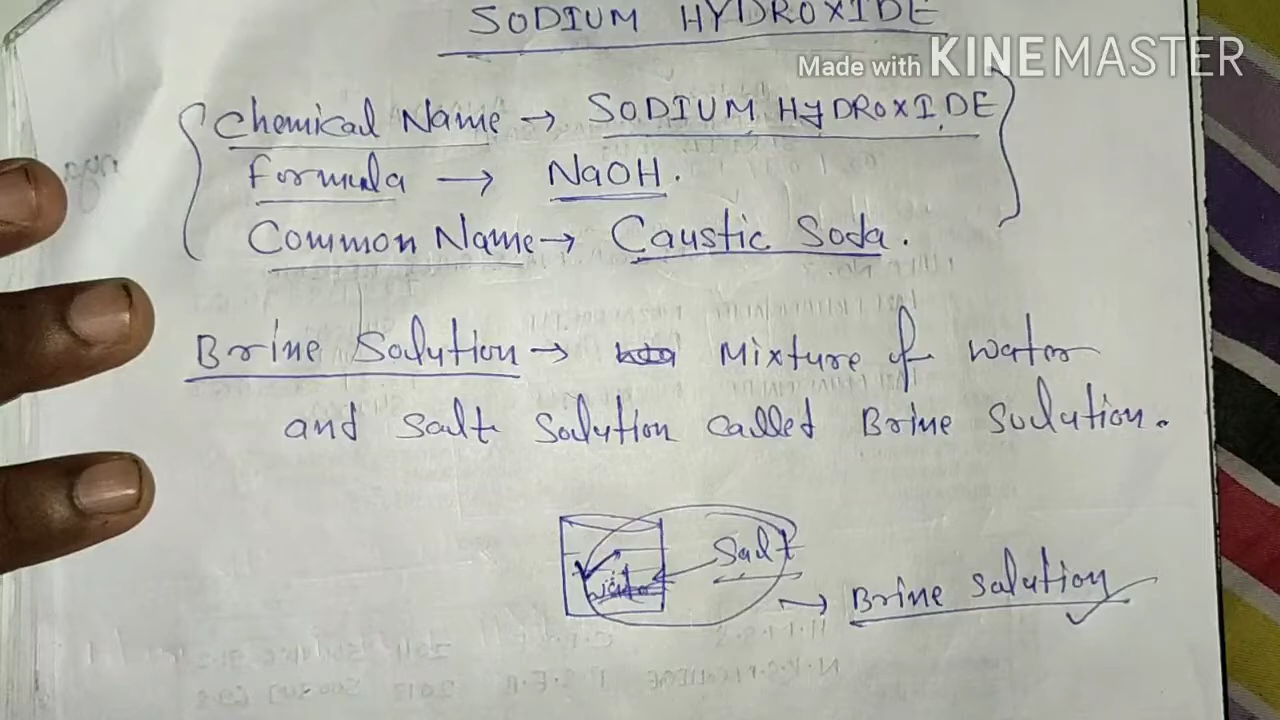 SODIUM HYDROXIDE
Made with KINEMASTER
Chemical Name → SODIUM HYDROXIDE
Formula → NaOH.
Common Name → Caustic Soda.
Brine Solution → Mixture of water
and Salt Solution called Brine Solution.
Salt
→ Brine Solution